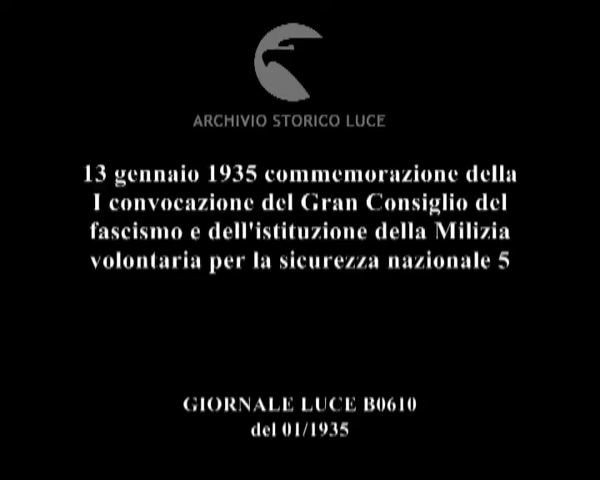 ARCHIVIO STORICO LUCE
13 gennaio 1935 commemorazione della
I convocazione del Gran Consiglio del
fascismo e dell'istituzione della Milizia
volontaria per la sicurezza nazionale 5
GIORNALE LUCE B0610
del 01/1935